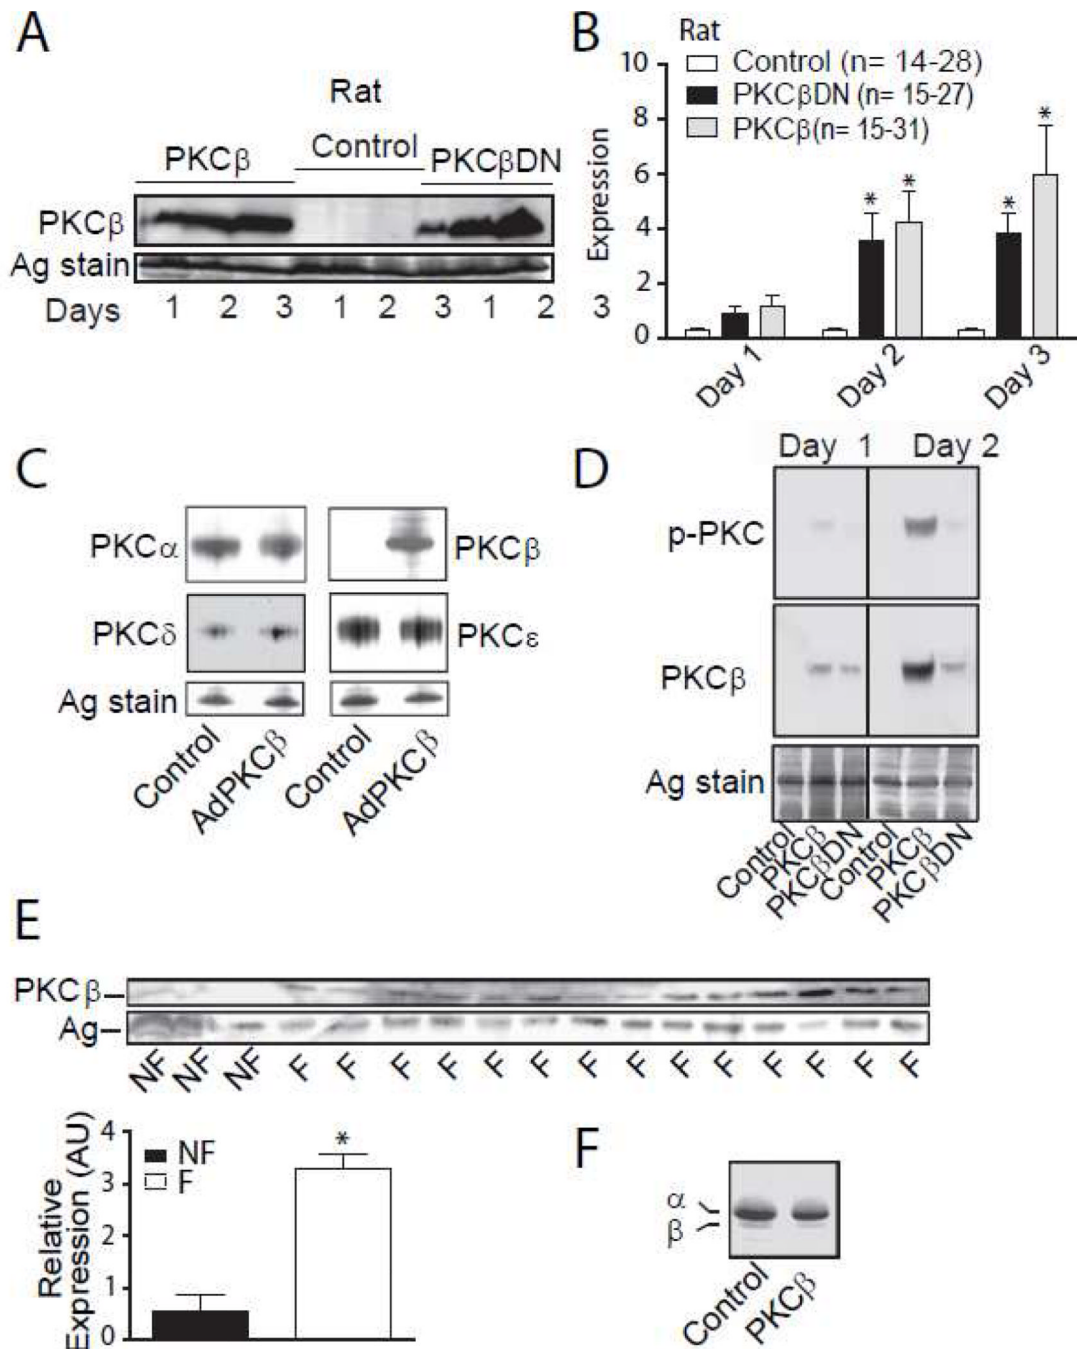 A
Rat
PKCβ
Control
PKCβDN
PKCβ
Ag stain
Days 1 2 3 1 2 3 1 2 3
B
Rat
Control (n= 14-28)
PKCβDN (n= 15-27)
PKCβ(n= 15-31)
Expression
10
8
6
4
2
0
*
*
*
*
Day 1
Day 2
Day 3
C
PKCα
PKCβ
PKCδ
PKCε
Ag stain
Control
AdPKCβ
Control
AdPKCβ
D
Day 1 Day 2
p-PKC
PKCβ
Ag stain
Control
PKCβ
PKCβDN
Control
PKCβ
PKCβDN
E
PKCβ
Ag
NF NF NF F F F F F F F F F F F F F F
Relative
Expression (AU)
4
3
2
1
0
NF
F
*
F
α
β
Control
PKCβ